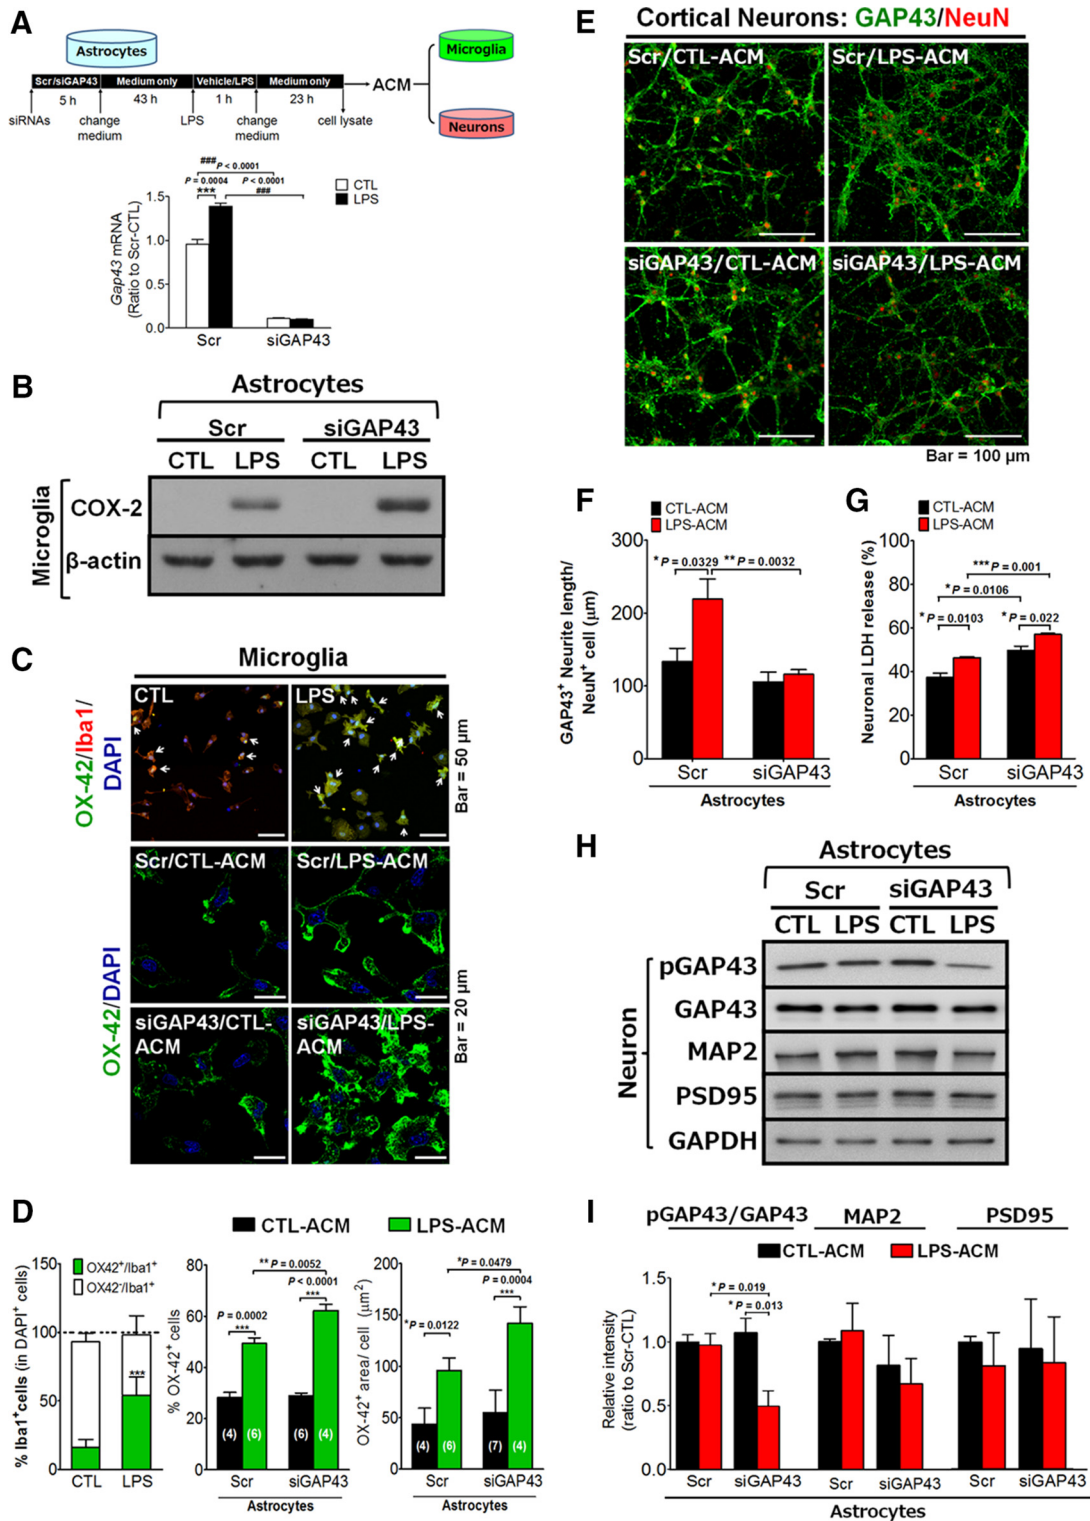 A
Astrocytes
Scr/siGAP43 Medium only Vehicle/LPS Medium only
5 h 43 h 1 h 23 h
siRNAs change medium LPS change medium cell lysate
ACM
Microglia
Neurons
###
P < 0.0001
P = 0.0004 P < 0.0001
*** ###
CTL
LPS
Gap43 mRNA
(Ratio to Scr-CTL)
1.5
1.0
0.5
0.0
Scr siGAP43
B
Astrocytes
Scr siGAP43
CTL LPS CTL LPS
Microglia
COX-2
β-actin
C
Microglia
OX-42/Iba1/
DAPI
CTL LPS
Bar = 50 µm
OX-42/DAPI
Scr/CTL-ACM Scr/LPS-ACM
siGAP43/CTL-
ACM
siGAP43/LPS-
ACM
Bar = 20 µm
D
CTL-ACM LPS-ACM
% Iba1+cells (in DAPI+ cells)
150
100
50
0
OX42+/Iba1+
OX42-/Iba1+
***
CTL LPS
% OX-42+ cells
80
60
40
20
0
** P = 0.0052
P < 0.0001
***
P = 0.0002
***
(4) (6) (6) (4)
Scr siGAP43
Astrocytes
OX-42+ area/ cell (µm2)
200
150
100
50
0
* P = 0.0479
P = 0.0004
***
* P = 0.0122
(4) (6) (7) (4)
Scr siGAP43
Astrocytes
E
Cortical Neurons: GAP43/NeuN
Scr/CTL-ACM Scr/LPS-ACM
siGAP43/CTL-ACM siGAP43/LPS-ACM
Bar = 100 µm
F
CTL-ACM
LPS-ACM
GAP43+ Neurite length/
NeuN+ cell (µm)
300
200
100
0
* P = 0.0329 ** P = 0.0032
Scr siGAP43
Astrocytes
G
CTL-ACM
LPS-ACM
Neuronal LDH release (%)
100
80
60
40
20
0
*** P = 0.001
* P = 0.0106
* P = 0.0103 * P = 0.022
Scr siGAP43
Astrocytes
H
Astrocytes
Scr siGAP43
CTL LPS CTL LPS
Neuron
pGAP43
GAP43
MAP2
PSD95
GAPDH
I
pGAP43/GAP43 MAP2 PSD95
CTL-ACM LPS-ACM
Relative intensity
(ratio to Scr-CTL)
1.5
1.0
0.5
0.0
* P = 0.019
* P = 0.013
Scr siGAP43 Scr siGAP43 Scr siGAP43
Astrocytes